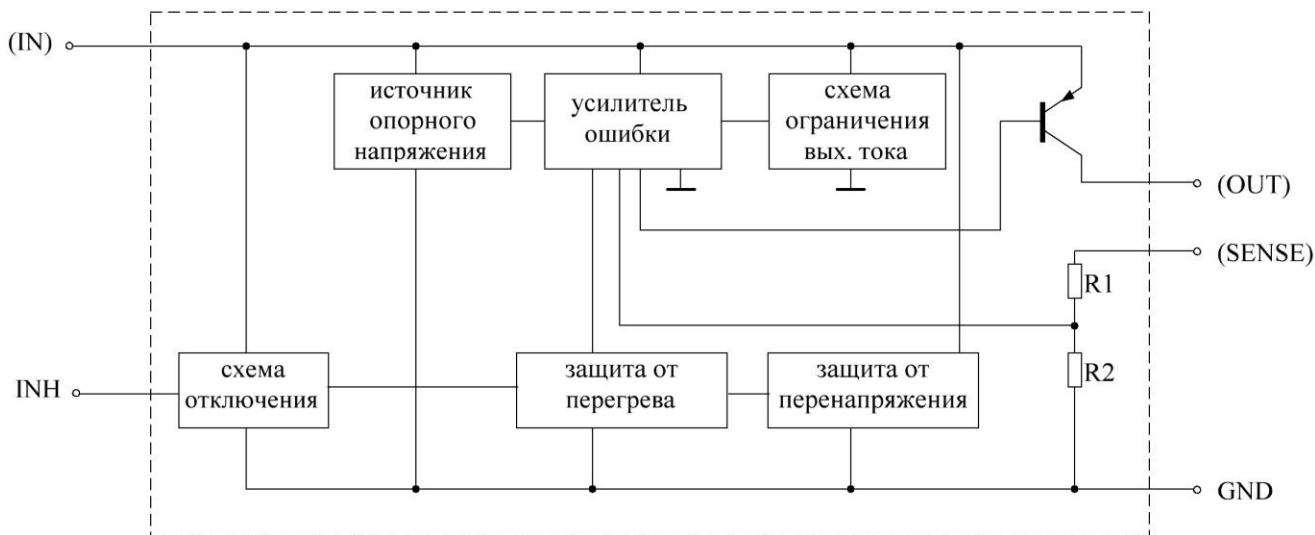 (IN)
источник
опорного
напряжения
усилитель
ошибки
схема
ограничения
вых. тока
(OUT)
(SENSE)
R1
R2
INH
схема
отключения
защита от
перегрева
защита от
перенапряжения
GND